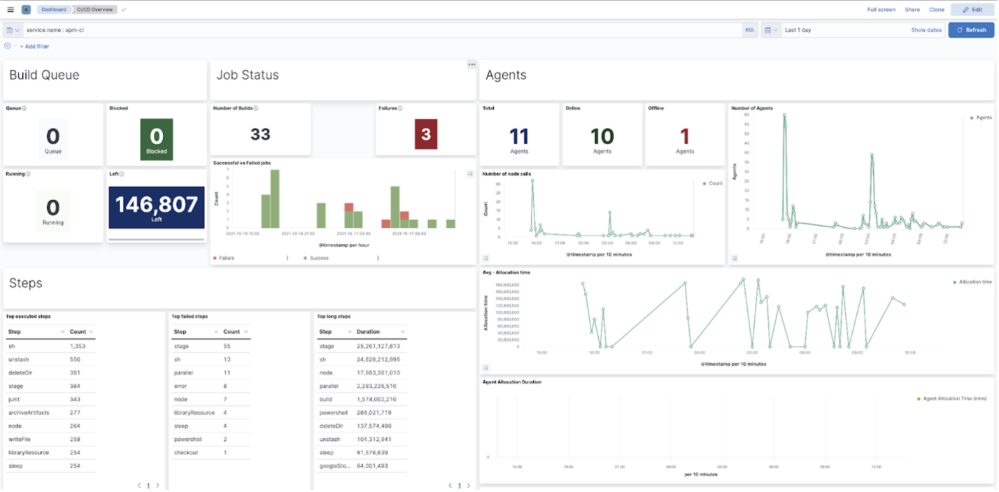 Dashboard CI/CD Overview Full screen Share Clone Edit
service.name : apm-ci KQL Last 1 day Show dates Refresh
+ Add filter
Build Queue
Queue
0
Queue
Blocked
0
Blocked
Running
0
Running
Left
146,807
Left
Job Status
Number of Builds
33
Failures
3
Successful vs Failed jobs
7
Count
2021-10-16 21:00 2021-10-17 03:00 2021-10-17 09:00
@timestamp per hour
Failure Success
Agents
Total
11
Agents
Online
10
Agents
Offline
1
Agents
Number of node calls
Count
30
25
20
15
10
5
0
Count
15:00 18:00 21:00 00:00 03:00 06:00 09:00 12:00
@timestamp per 10 minutes
Number of Agents
Agents
60
55
50
45
40
35
30
25
20
15
10
5
0
Agents
15:00 18:00 21:00 00:00 03:00 06:00 09:00 12:00
@timestamp per 10 minutes
Steps
Top executed steps
Step Count
sh 1,353
unstash 550
deleteDir 391
stage 384
junit 343
archiveArtifacts 277
node 264
writeFile 258
libraryResource 254
sleep 254
1
Top failed steps
Step Count
stage 55
sh 13
parallel 11
error 8
node 7
libraryResource 4
sleep 4
powershell 2
checkout 1
Top long steps
Step Duration
stage 25,261,127,613
sh 24,826,212,995
node 17,863,381,010
parallel 2,283,226,510
build 1,574,002,210
powershell 268,021,719
deleteDir 137,574,498
unstash 104,312,941
sleep 81,576,639
googleSto... 64,001,493
1
Avg - Allocation time
Allocation time
180,000,000
160,000,000
140,000,000
120,000,000
100,000,000
80,000,000
60,000,000
40,000,000
20,000,000
0
Allocation time
15:00 18:00 21:00 00:00 03:00 06:00 09:00 12:00
@timestamp per 10 minutes
Agent Allocation Duration
Agent Allocation Time (mins)
0
15:00 18:00 21:00 00:00 03:00 06:00 09:00 12:00
per 10 minutes